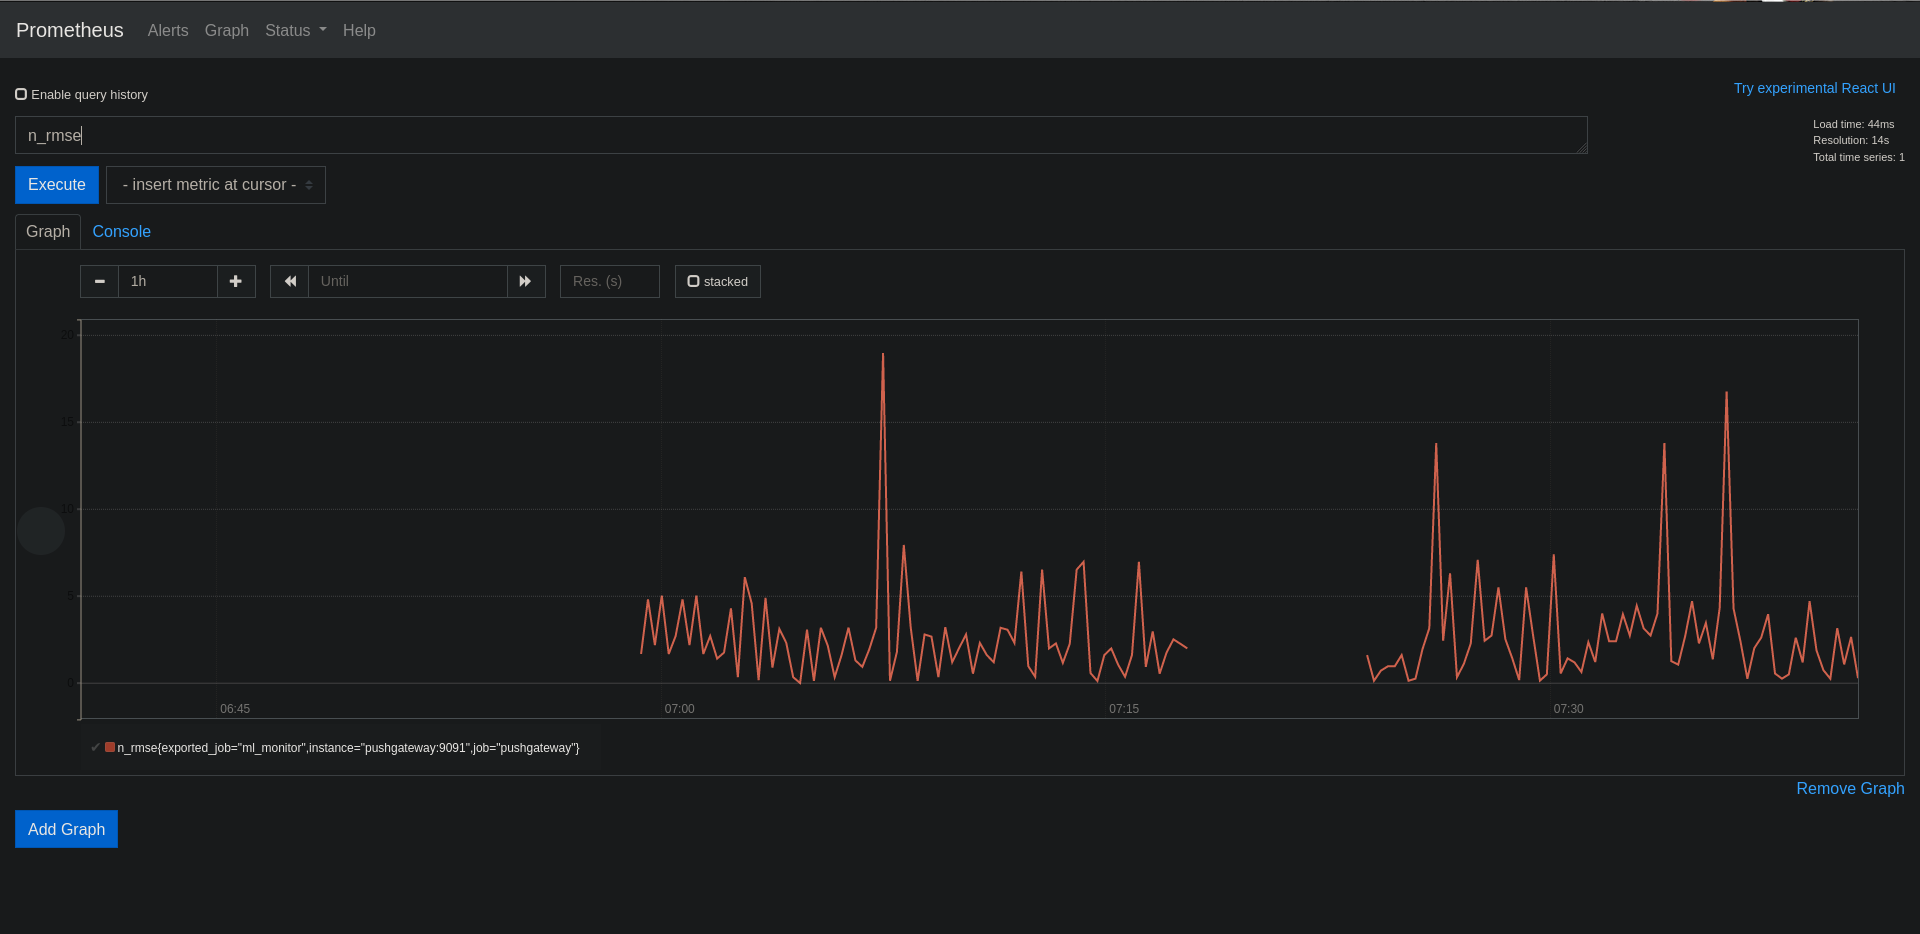 Prometheus Alerts Graph Status Help
Enable query history
Try experimental React UI
n_rmse
Load time: 44ms
Resolution: 14s
Total time series: 1
Execute - insert metric at cursor -
Graph Console
1h Until Res. (s) stacked
20
15
10
5
0
06:45 07:00 07:15 07:30
✔ n_rmse{exported_job="ml_monitor",instance="pushgateway:9091",job="pushgateway"}
Remove Graph
Add Graph